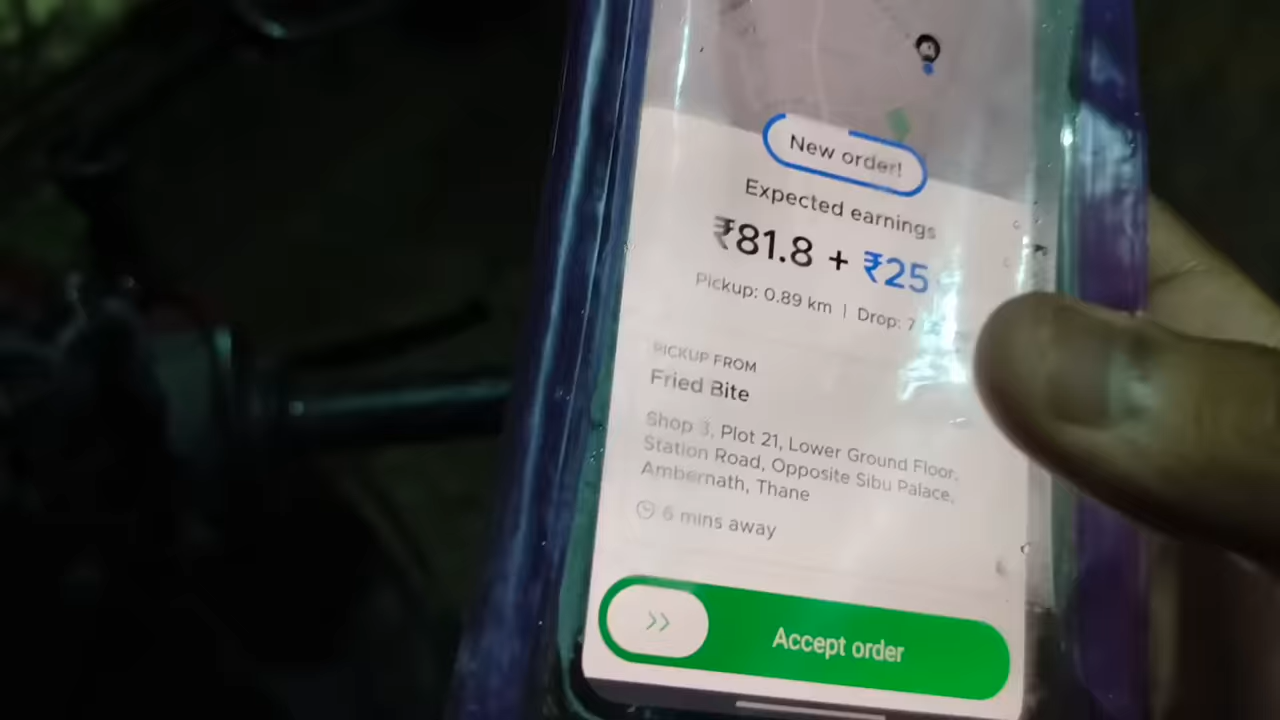 New order!
Expected earnings
₹81.8 + ₹25
Pickup: 0.89 km | Drop: 7
PICKUP FROM
Fried Bite
Shop 3, Plot 21, Lower Ground Floor,
Station Road, Opposite Sibu Palace,
Ambernath, Thane
6 mins away
Accept order